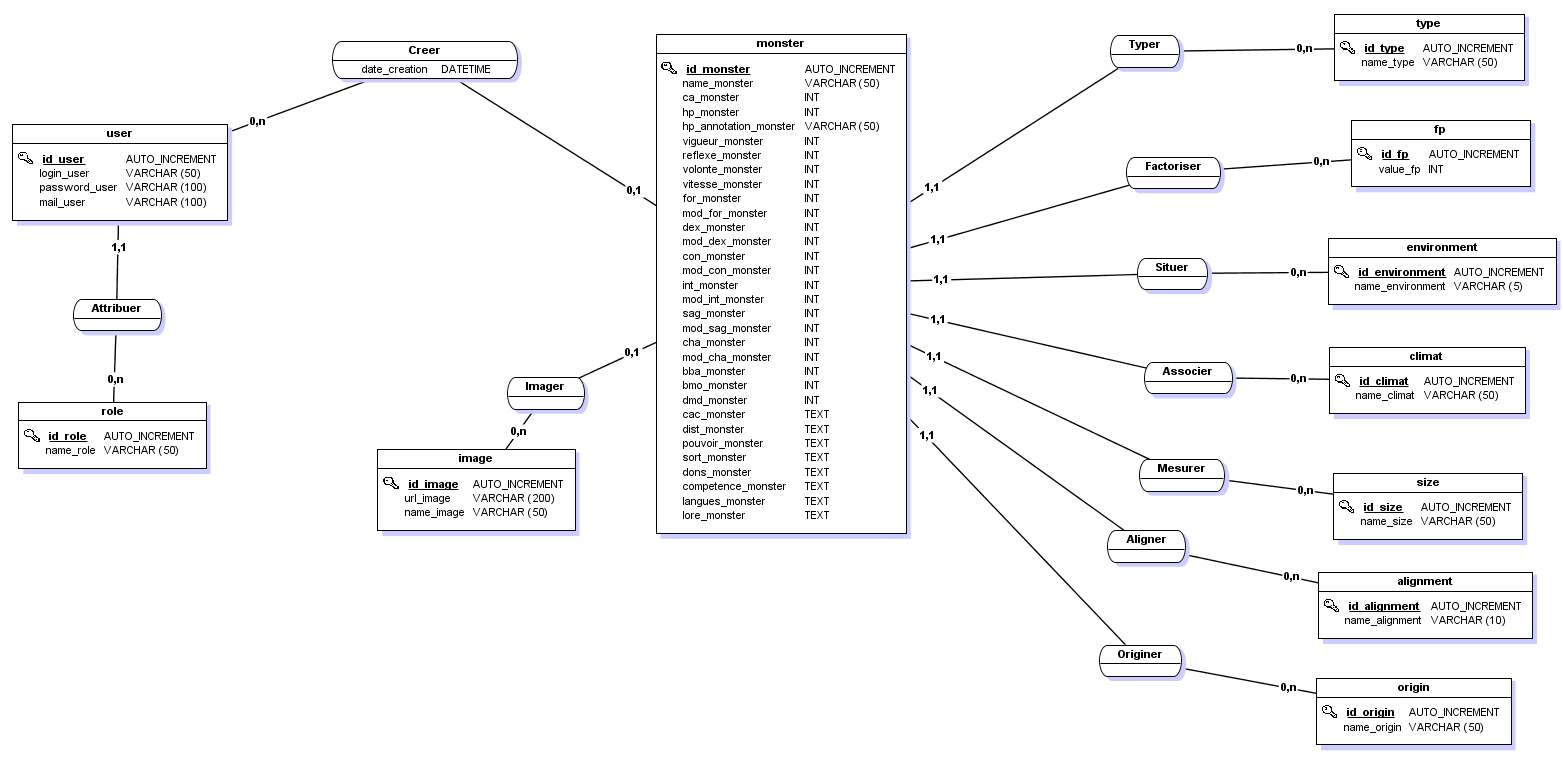 Creer
date_creation DATETIME
0,n
0,1
user
id_user AUTO_INCREMENT
login_user VARCHAR (50)
password_user VARCHAR (100)
mail_user VARCHAR (100)
1,1
Attribuer
0,n
role
id_role AUTO_INCREMENT
name_role VARCHAR (50)
0,1
Imager
0,n
image
id_image AUTO_INCREMENT
url_image VARCHAR (200)
name_image VARCHAR (50)
monster
id_monster AUTO_INCREMENT
name_monster VARCHAR (50)
ca_monster INT
hp_monster INT
hp_annotation_monster VARCHAR (50)
vigueur_monster INT
reflexe_monster INT
volonte_monster INT
vitesse_monster INT
for_monster INT
mod_for_monster INT
dex_monster INT
mod_dex_monster INT
con_monster INT
mod_con_monster INT
int_monster INT
mod_int_monster INT
sag_monster INT
mod_sag_monster INT
cha_monster INT
mod_cha_monster INT
bba_monster INT
bmo_monster INT
dmd_monster INT
cac_monster TEXT
dist_monster TEXT
pouvoir_monster TEXT
sort_monster TEXT
dons_monster TEXT
competence_monster TEXT
langues_monster TEXT
lore_monster TEXT
1,1
Typer
0,n
type
id_type AUTO_INCREMENT
name_type VARCHAR (50)
1,1
Factoriser
0,n
fp
id_fp AUTO_INCREMENT
value_fp INT
1,1
Situer
0,n
environment
id_environment AUTO_INCREMENT
name_environment VARCHAR (5)
1,1
Associer
0,n
climat
id_climat AUTO_INCREMENT
name_climat VARCHAR (50)
1,1
Mesurer
0,n
size
id_size AUTO_INCREMENT
name_size VARCHAR (50)
1,1
Aligner
0,n
alignment
id_alignment AUTO_INCREMENT
name_alignment VARCHAR (10)
1,1
Originer
0,n
origin
id_origin AUTO_INCREMENT
name_origin VARCHAR (50)